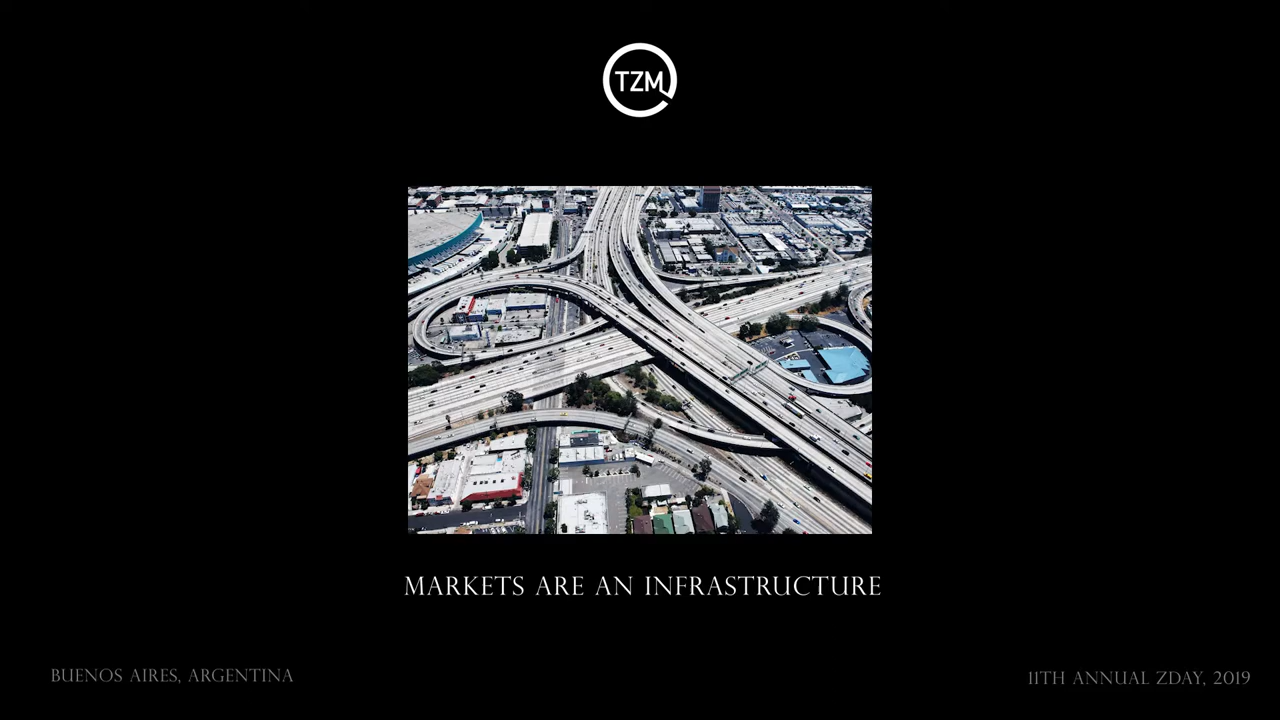 TZM
MARKETS ARE AN INFRASTRUCTURE
BUENOS AIRES, ARGENTINA
11TH ANNUAL ZDAY, 2019